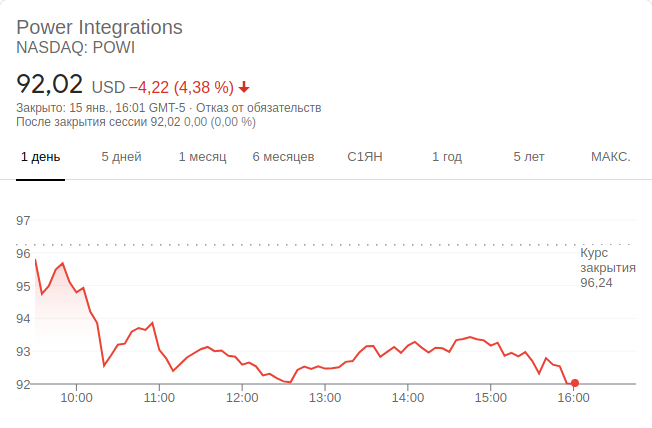 Power Integrations
NASDAQ: POWI
92,02 USD −4,22 (4,38 %)
Закрыто: 15 янв., 16:01 GMT-5 · Отказ от обязательств
После закрытия сессии 92,02 0,00 (0,00 %)
1 день 5 дней 1 месяц 6 месяцев С1ЯН 1 год 5 лет МАКС.
97
96
95
94
93
92
Курс
закрытия
96,24
10:00 11:00 12:00 13:00 14:00 15:00 16:00